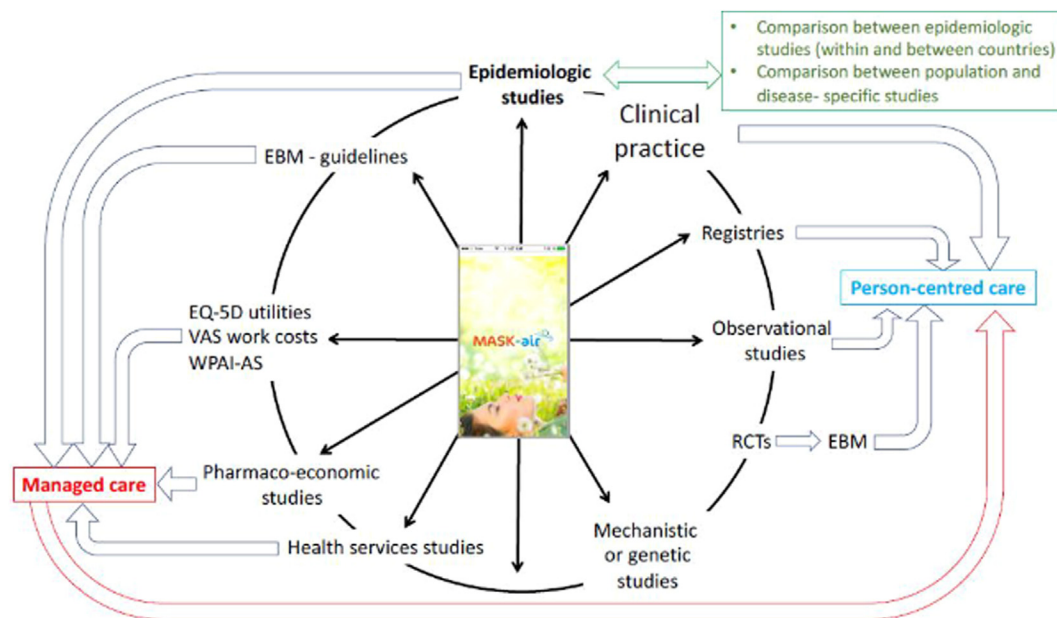 • Comparison between epidemiologic
studies (within and between countries)
• Comparison between population and
disease- specific studies
Epidemiologic
studies
Clinical
practice
EBM - guidelines
Registries
Person-centred care
EQ-5D utilities
VAS work costs
WPAI-AS
MASK-air
Observational
studies
RCTs
EBM
Managed care
Pharmaco-economic
studies
Health services studies
Mechanistic
or genetic
studies